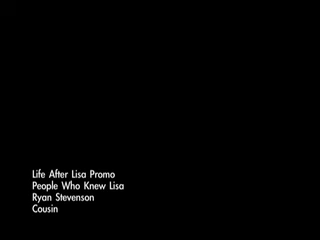 Life After Lisa Promo
People Who Knew Lisa
Ryan Stevenson
Cousin